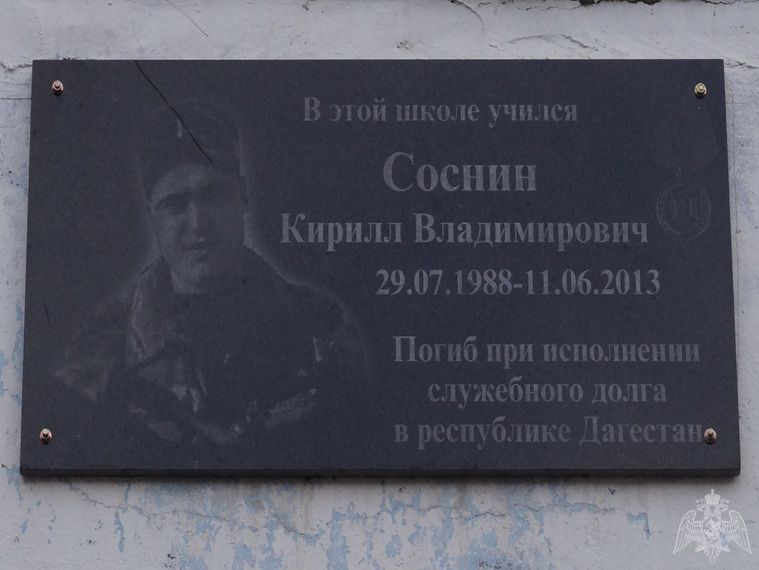 В этой школе учился
Соснин
Кирилл Владимирович
29.07.1988-11.06.2013
Погиб при исполнении
служебного долга
в республике Дагестан